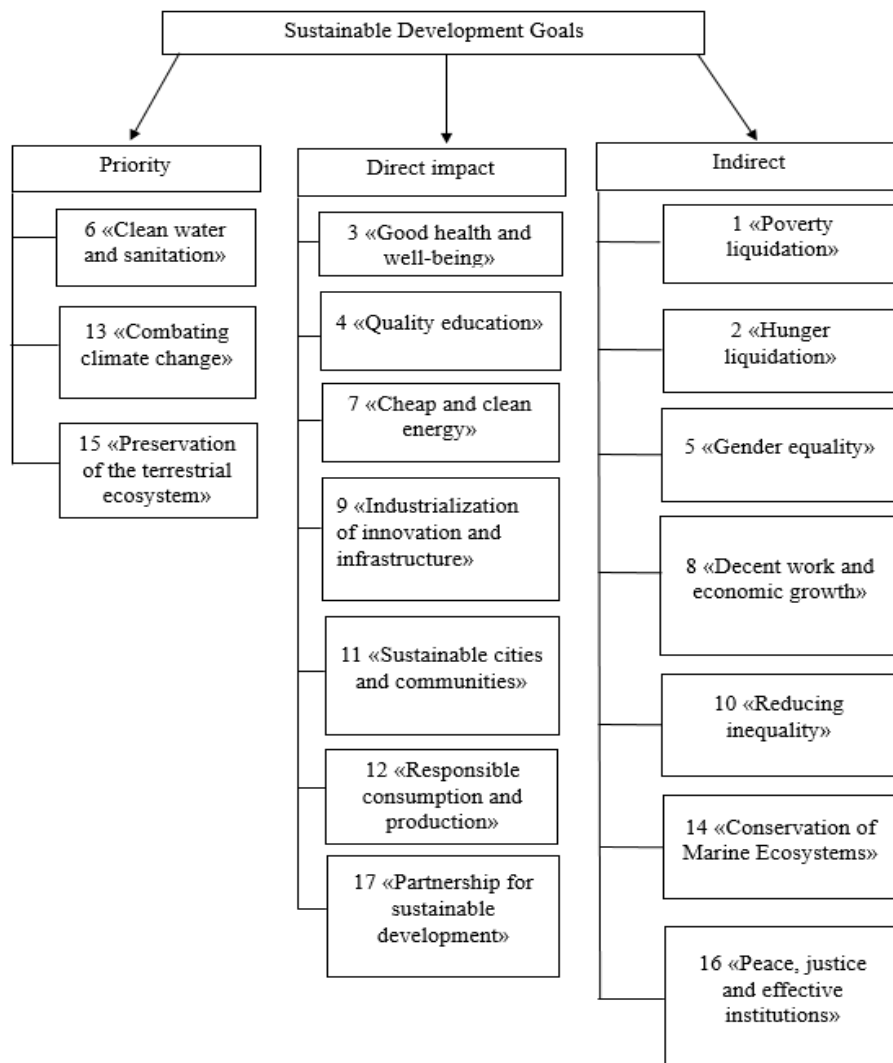 Sustainable Development Goals
Priority
6 «Clean water
and sanitation»
13 «Combating
climate change»
15 «Preservation
of the terrestrial
ecosystem»
Direct impact
3 «Good health and
well-being»
4 «Quality education»
7 «Cheap and clean
energy»
9 «Industrialization
of innovation and
infrastructure»
11 «Sustainable cities
and communities»
12 «Responsible
consumption and
production»
17 «Partnership for
sustainable
development»
Indirect
1 «Poverty
liquidation»
2 «Hunger
liquidation»
5 «Gender equality»
8 «Decent work and
economic growth»
10 «Reducing
inequality»
14 «Conservation of
Marine Ecosystems»
16 «Peace, justice
and effective
institutions»